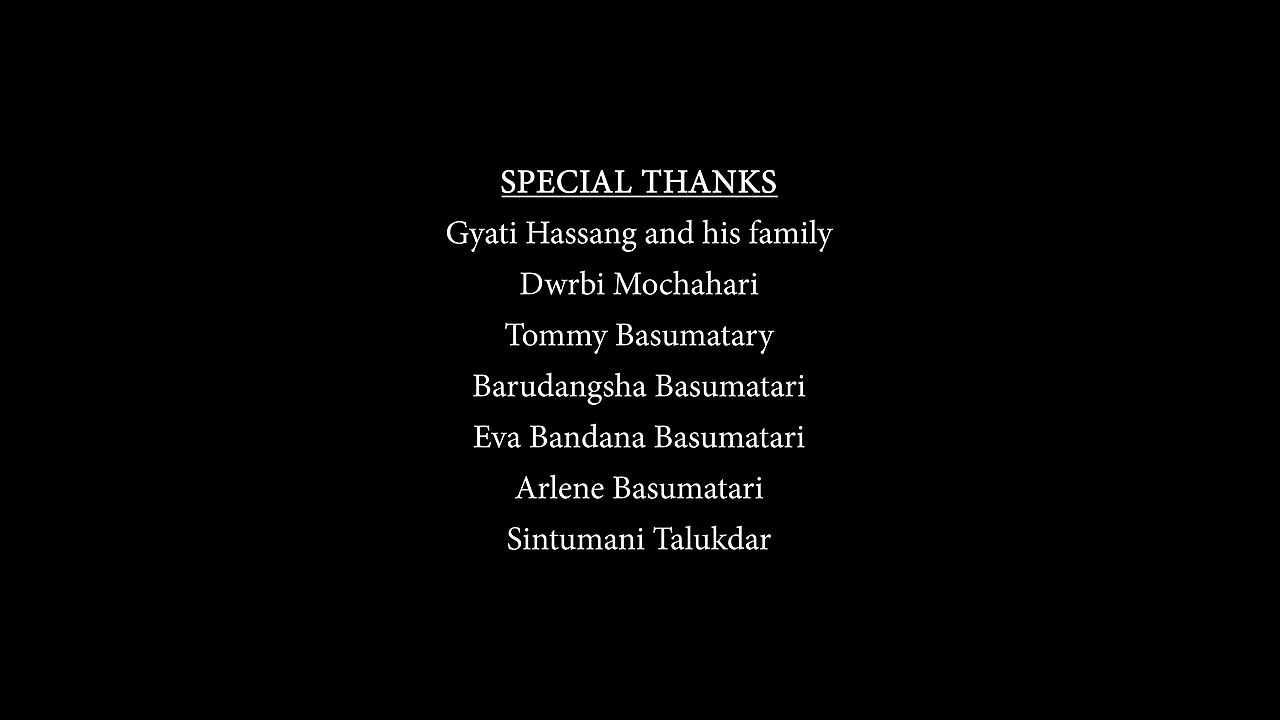 SPECIAL THANKS
Gyati Hassang and his family
Dwrbi Mochahari
Tommy Basumatary
Barudangsha Basumatari
Eva Bandana Basumatari
Arlene Basumatari
Sintumani Talukdar